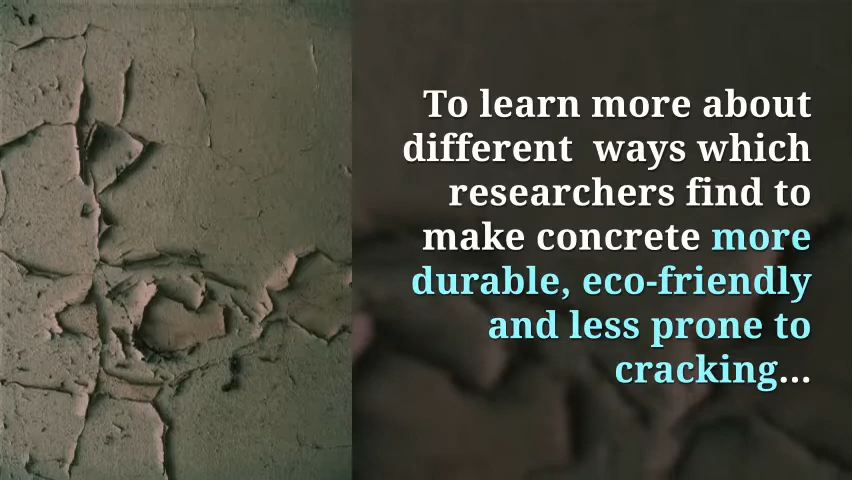 To learn more about
different  ways which
researchers find to
make concrete more
durable, eco-friendly
and less prone to
cracking...